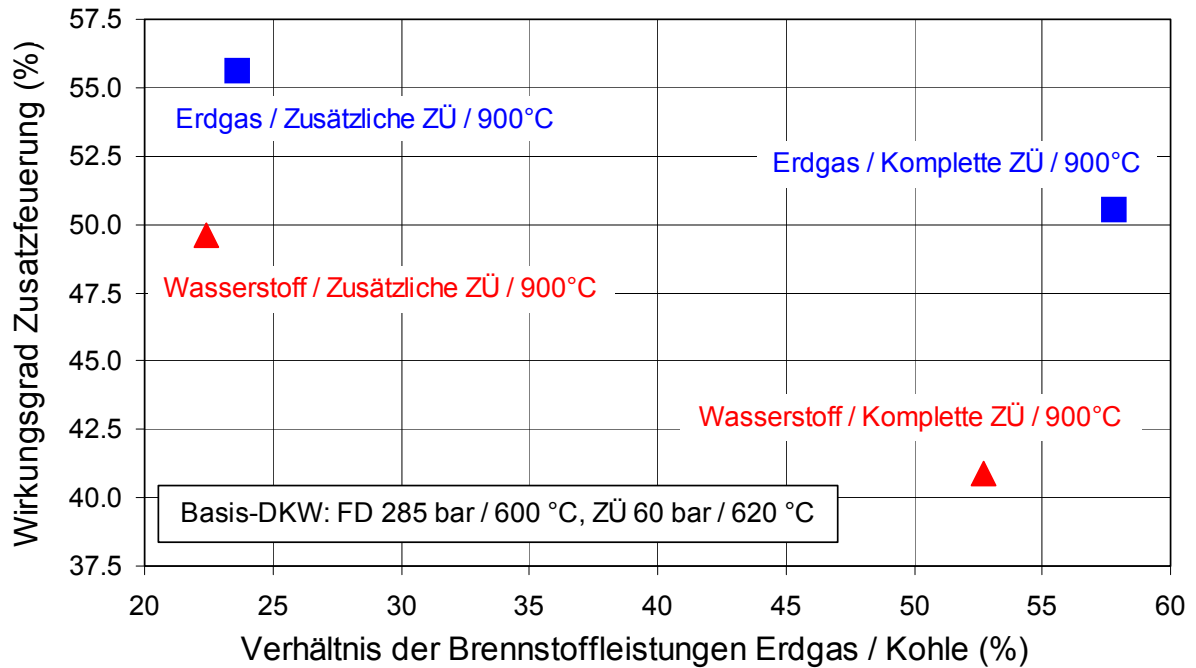 Wirkungsgrad Zusatzfeuerung (%)
57.5
55.0
52.5
50.0
47.5
45.0
42.5
40.0
37.5
Erdgas / Zusätzliche ZÜ / 900°C
Erdgas / Komplette ZÜ / 900°C
Wasserstoff / Zusätzliche ZÜ / 900°C
Wasserstoff / Komplette ZÜ / 900°C
Basis-DKW: FD 285 bar / 600 °C, ZÜ 60 bar / 620 °C
20 25 30 35 40 45 50 55 60
Verhältnis der Brennstoffleistungen Erdgas / Kohle (%)